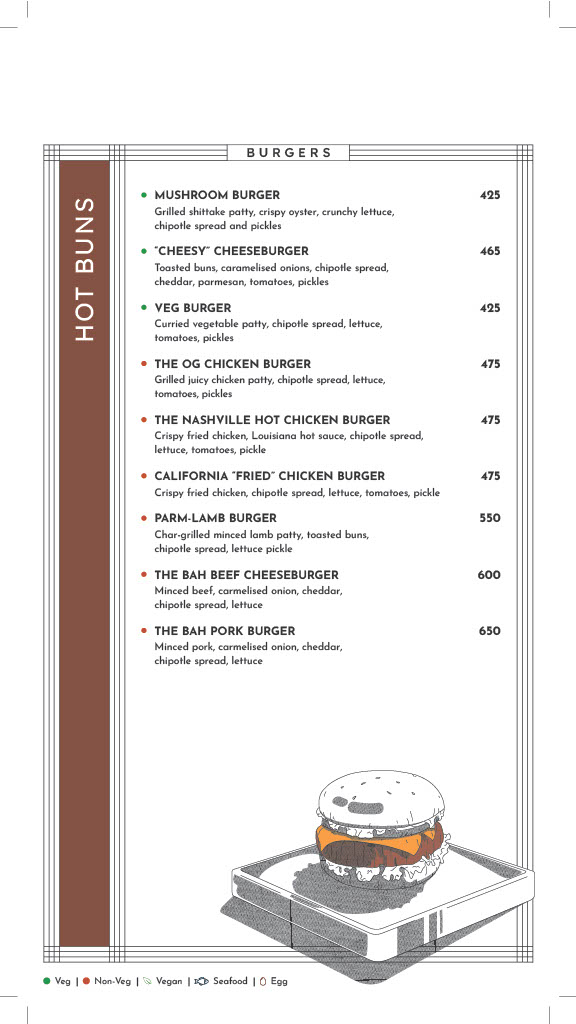 BURGERS
HOT BUNS
MUSHROOM BURGER 425
Grilled shittake patty, crispy oyster, crunchy lettuce,
chipotle spread and pickles
"CHEESY" CHEESEBURGER 465
Toasted buns, caramelised onions, chipotle spread,
cheddar, parmesan, tomatoes, pickles
VEG BURGER 425
Curried vegetable patty, chipotle spread, lettuce,
tomatoes, pickles
THE OG CHICKEN BURGER 475
Grilled juicy chicken patty, chipotle spread, lettuce,
tomatoes, pickles
THE NASHVILLE HOT CHICKEN BURGER 475
Crispy fried chicken, Louisiana hot sauce, chipotle spread,
lettuce, tomatoes, pickle
CALIFORNIA "FRIED" CHICKEN BURGER 475
Crispy fried chicken, chipotle spread, lettuce, tomatoes, pickle
PARM-LAMB BURGER 550
Char-grilled minced lamb patty, toasted buns,
chipotle spread, lettuce pickle
THE BAH BEEF CHEESEBURGER 600
Minced beef, carmelised onion, cheddar,
chipotle spread, lettuce
THE BAH PORK BURGER 650
Minced pork, carmelised onion, cheddar,
chipotle spread, lettuce
Veg | Non-Veg | Vegan | Seafood | Egg